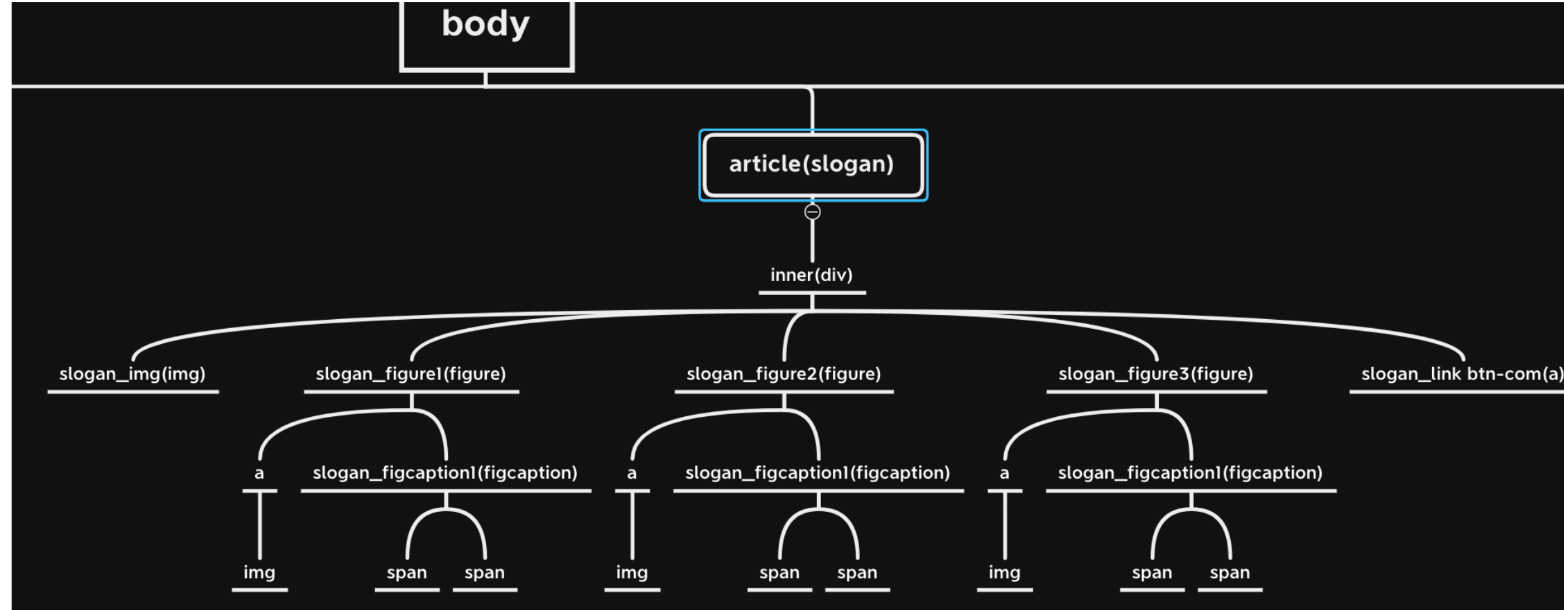 body
article(slogan)
inner(div)
slogan_img(img) slogan_figure1(figure) slogan_figure2(figure) slogan_figure3(figure) slogan_link btn-com(a)
a slogan_figcaption1(figcaption) a slogan_figcaption1(figcaption) a slogan_figcaption1(figcaption)
img span span img span span img span span